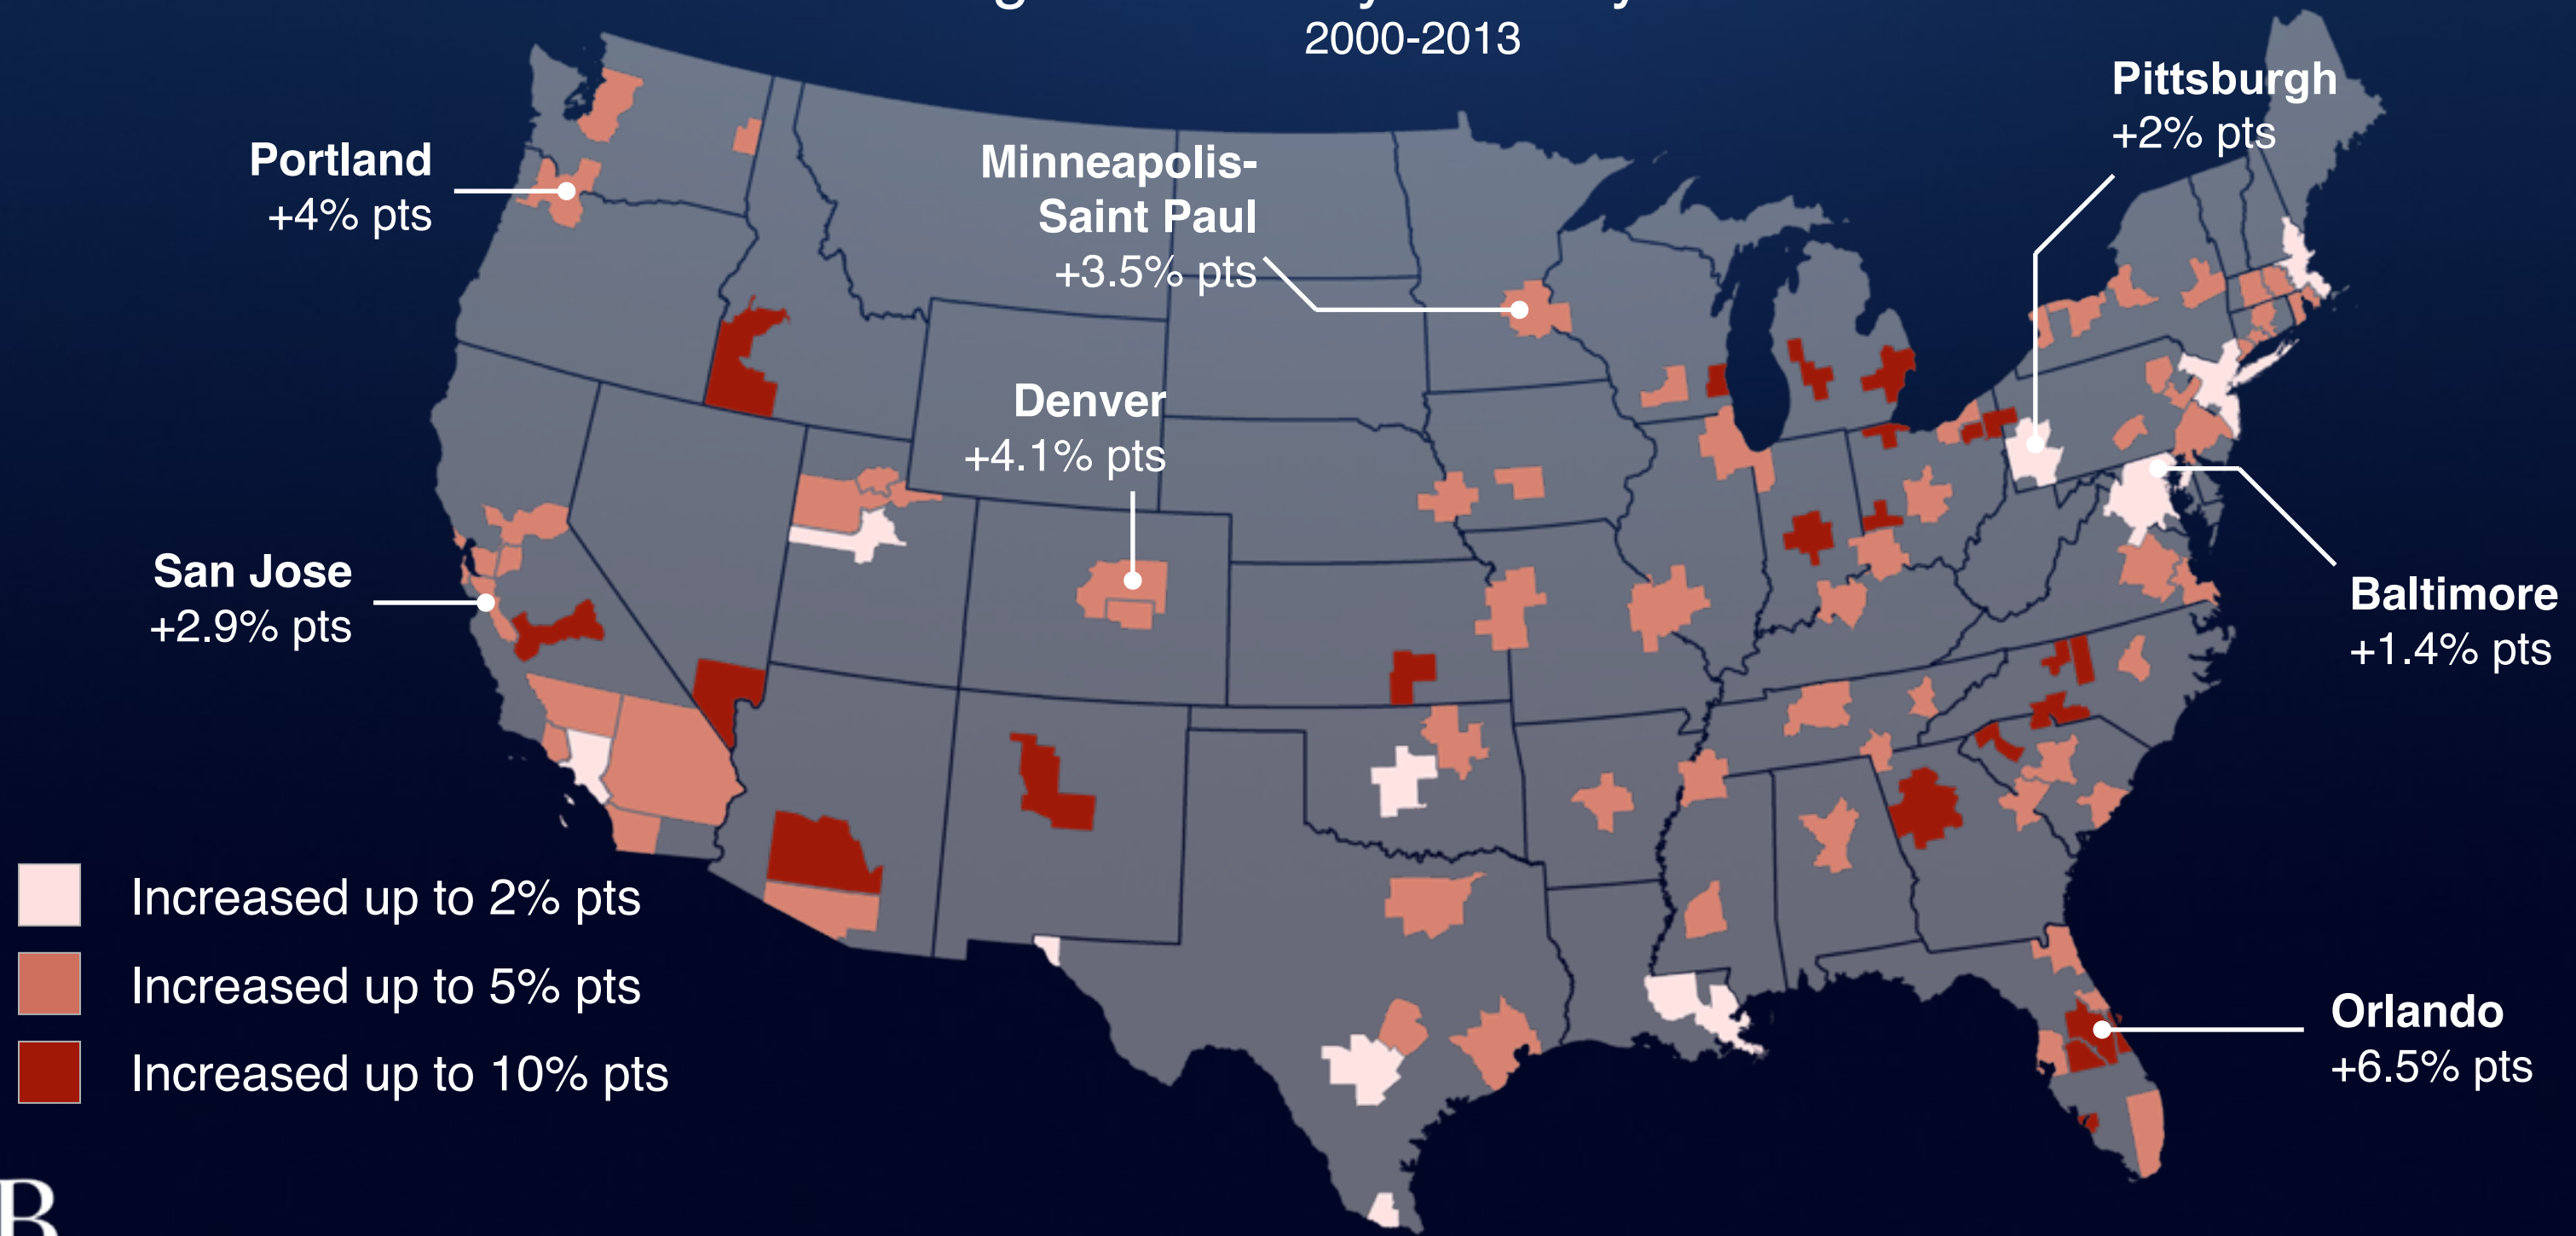 2000-2013
Pittsburgh
+2% pts
Portland
+4% pts
Minneapolis-
Saint Paul
+3.5% pts
Denver
+4.1% pts
San Jose
+2.9% pts
Baltimore
+1.4% pts
Orlando
+6.5% pts
Increased up to 2% pts
Increased up to 5% pts
Increased up to 10% pts
B